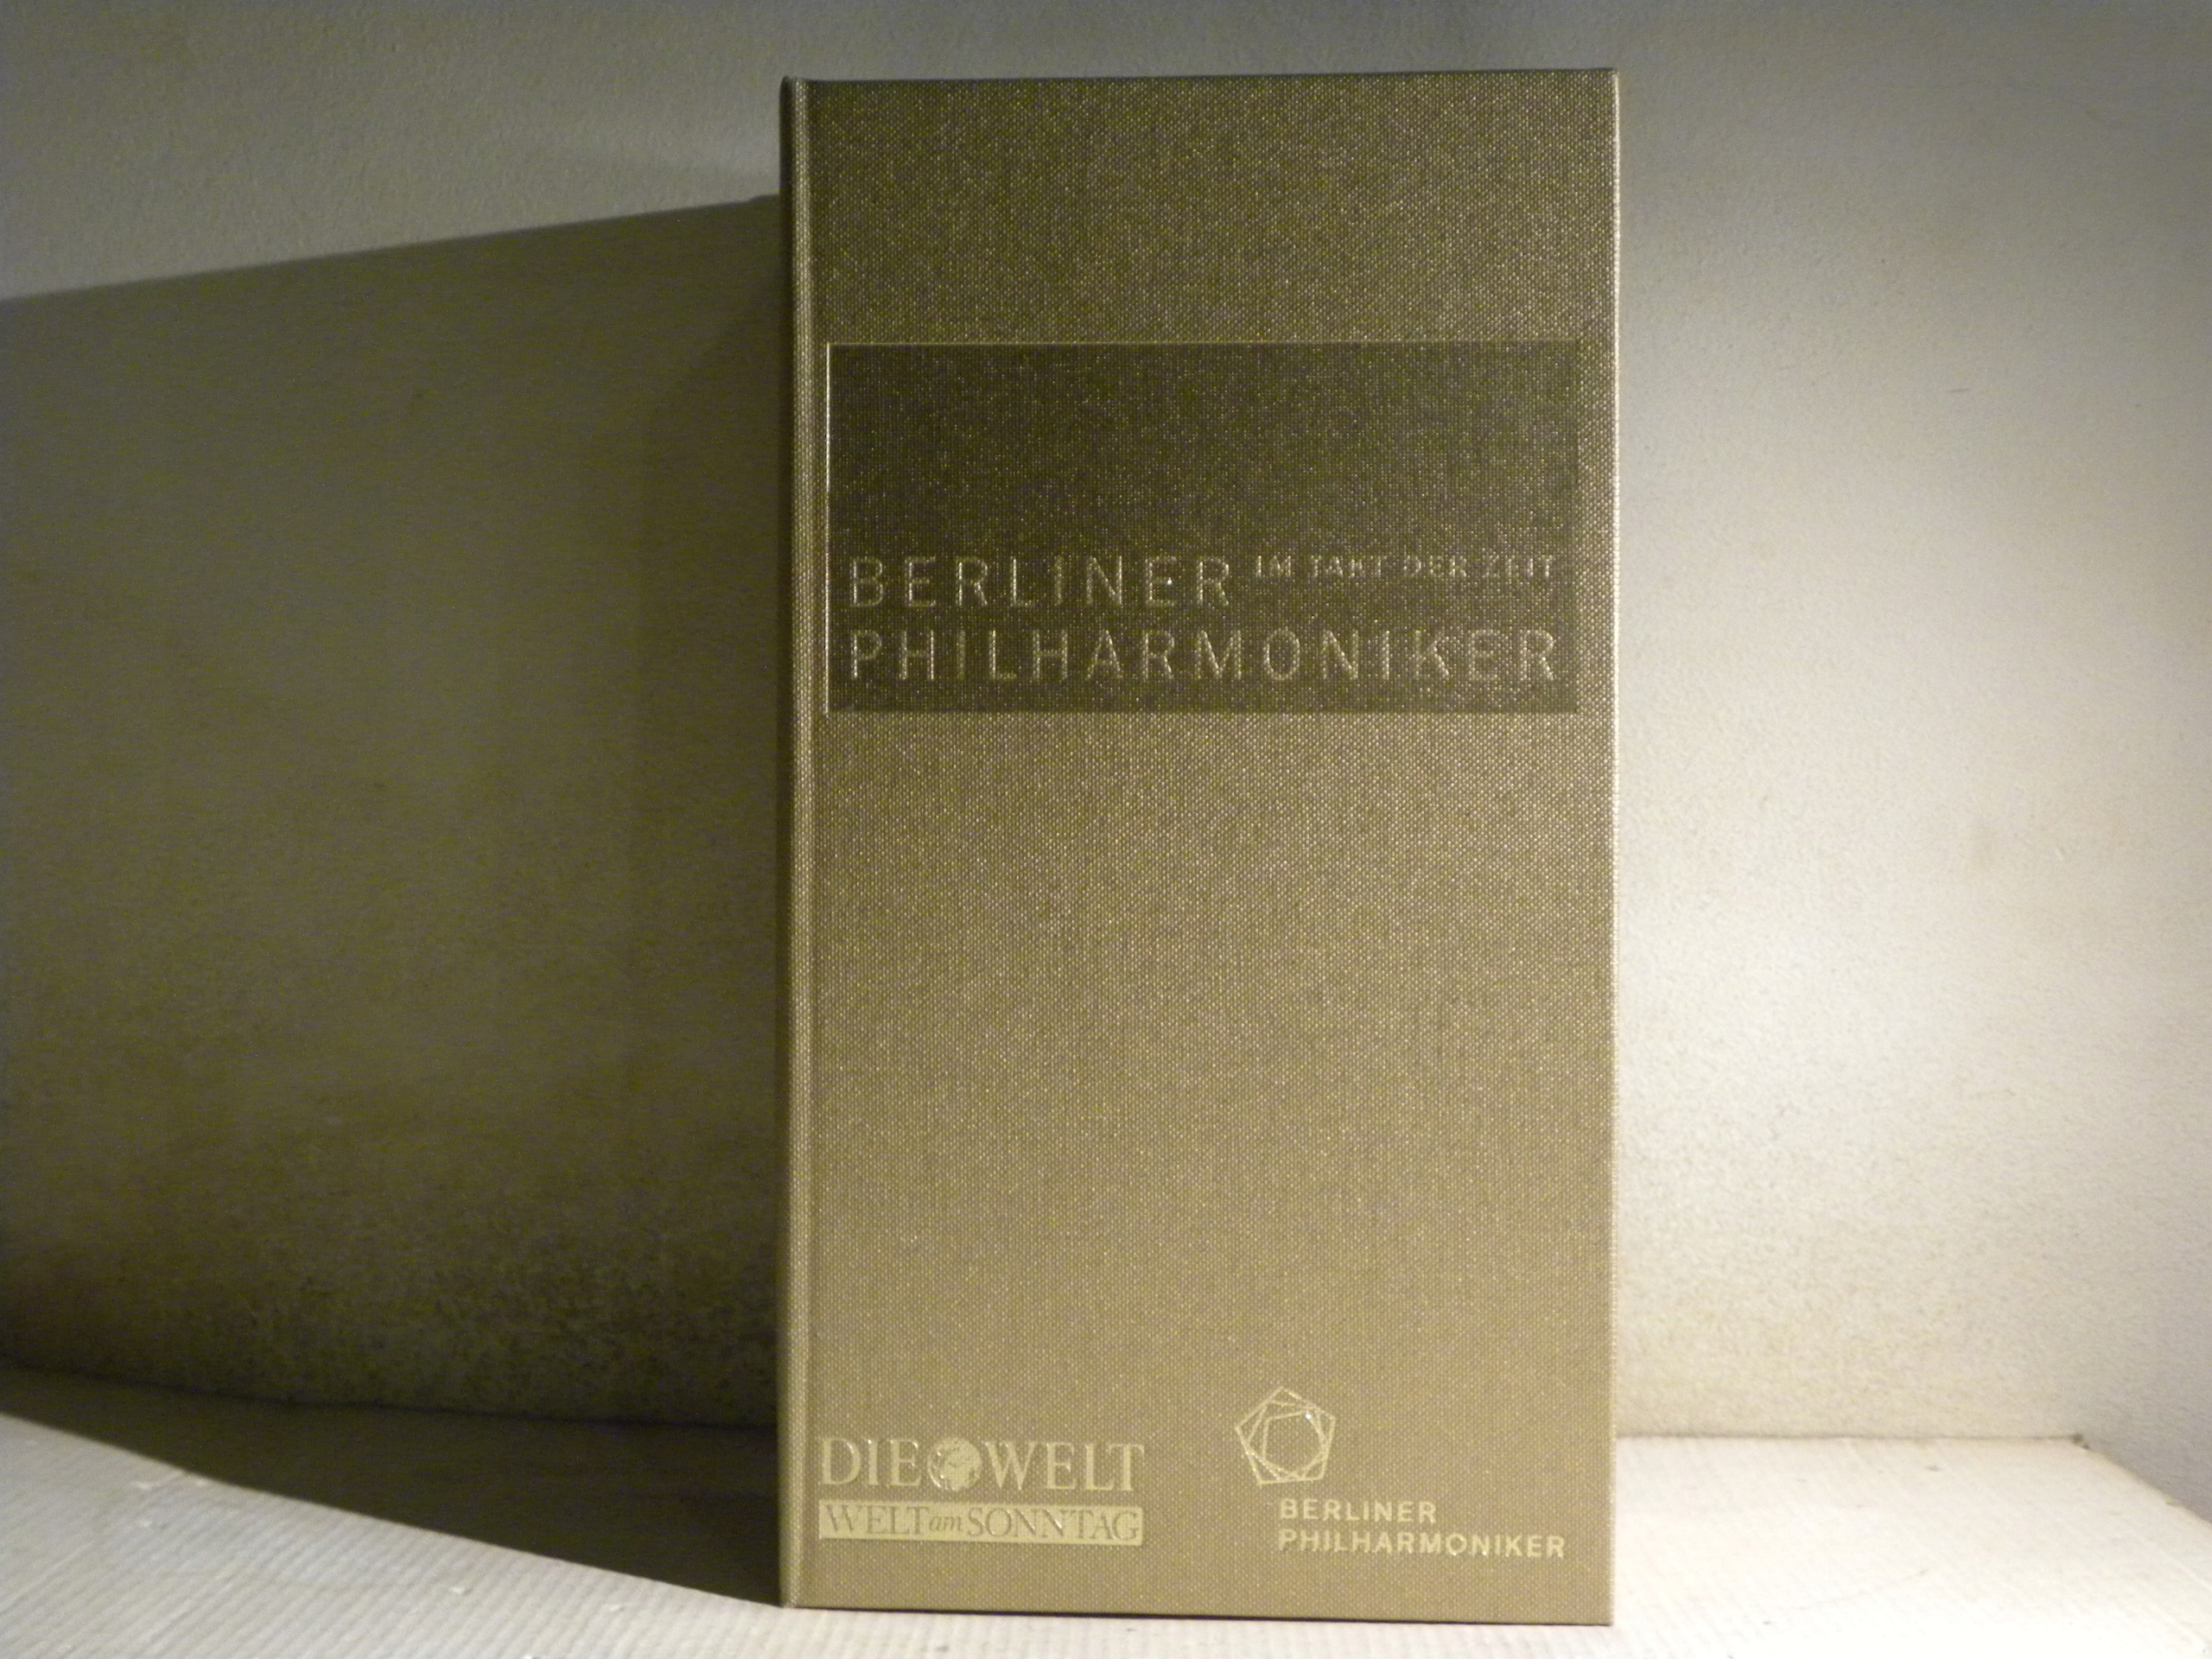 BERLINER IM TAKT DER ZEIT
PHILHARMONIKER
DIE WELT
WELT am SONNTAG
BERLINER
PHILHARMONIKER